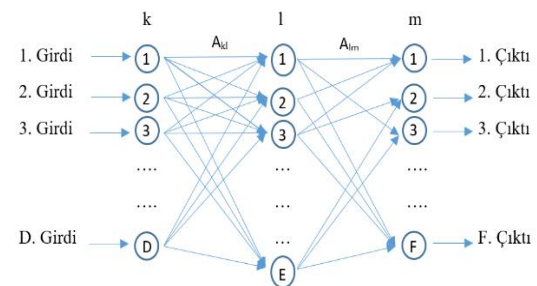 k l m
A_kl A_lm
1. Girdi 1 1 1 1. Çıktı
2. Girdi 2 2 2 2. Çıktı
3. Girdi 3 3 3 3. Çıktı
.... ... ....
.... ... ....
D. Girdi D ... F F. Çıktı
E